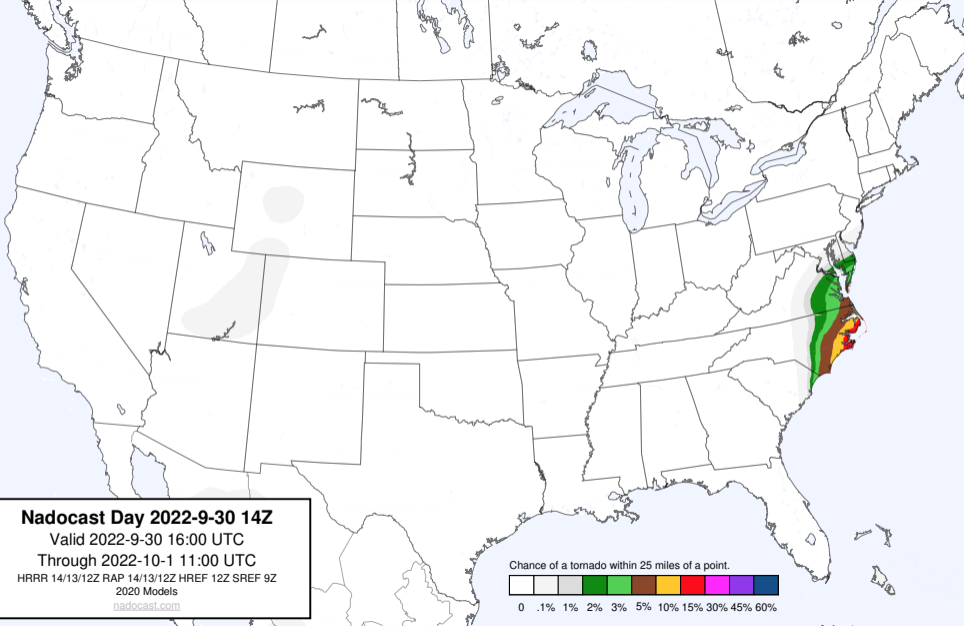 Nadocast Day 2022-9-30 14Z
Valid 2022-9-30 16:00 UTC
Through 2022-10-1 11:00 UTC
HRRR 14/13/12Z RAP 14/13/12Z HREF 12Z SREF 9Z
2020 Models
nadocast.com
Chance of a tornado within 25 miles of a point.
0 .1% 1% 2% 3% 5% 10% 15% 30% 45% 60%